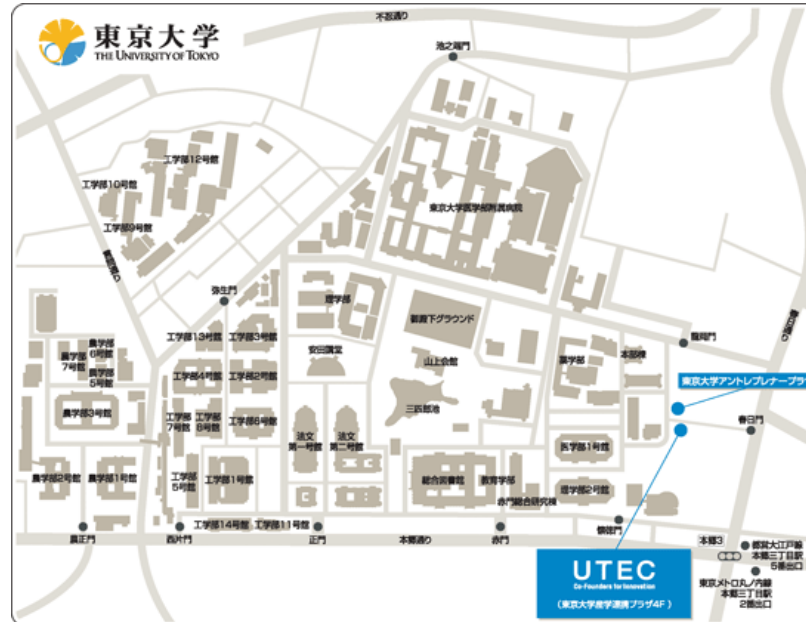 東京大学
THE UNIVERSITY OF TOKYO
不忍通り
池之端門
工学部12号館
工学部10号館
工学部9号館
東京大学医学部附属病院
弥生門
理学部
御殿下グラウンド
春日通り
龍岡門
農学部
6号館
農学部
7号館
農学部
5号館
工学部13号館
工学部3号館
安田講堂
山上会館
薬学部
本部棟
工学部4号館
工学部2号館
東京大学アントレプレナープラ
農学部3号館
工学部
7号館
工学部
8号館
工学部6号館
法文
第一号館
法文
第二号館
三四郎池
春日門
医学部1号館
農学部2号館
農学部1号館
工学部
5号館
工学部1号館
総合図書館
教育学部
赤門総合研究棟
理学部2号館
農正門
西片門
工学部14号館
工学部11号館
正門
本郷通り
赤門
懐徳門
本郷3
都営大江戸線
本郷三丁目駅
5番出口
東京メトロ丸ノ内線
本郷三丁目駅
2番出口
UTEC
Co-Founders for Innovation
(東京大学産学連携プラザ4F)